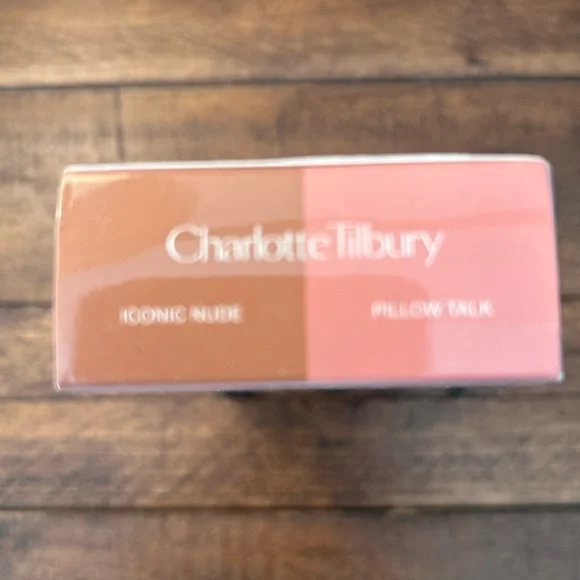 Charlotte Tilbury
ICONIC NUDE
PILLOW TALK